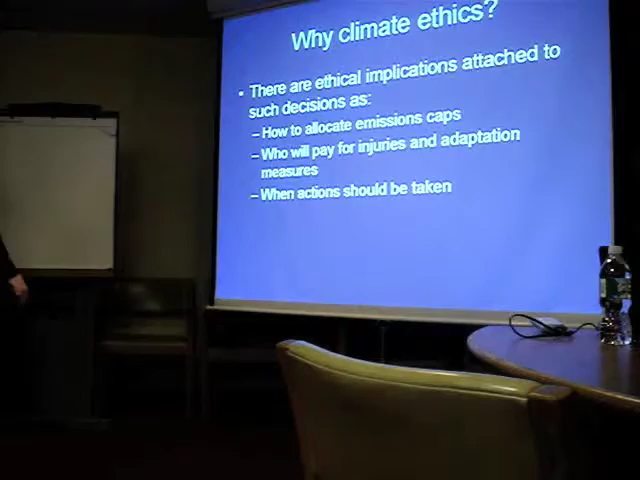 Why climate ethics?
• There are ethical implications attached to
such decisions as:
–How to allocate emissions caps
–Who will pay for injuries and adaptation
measures
–When actions should be taken